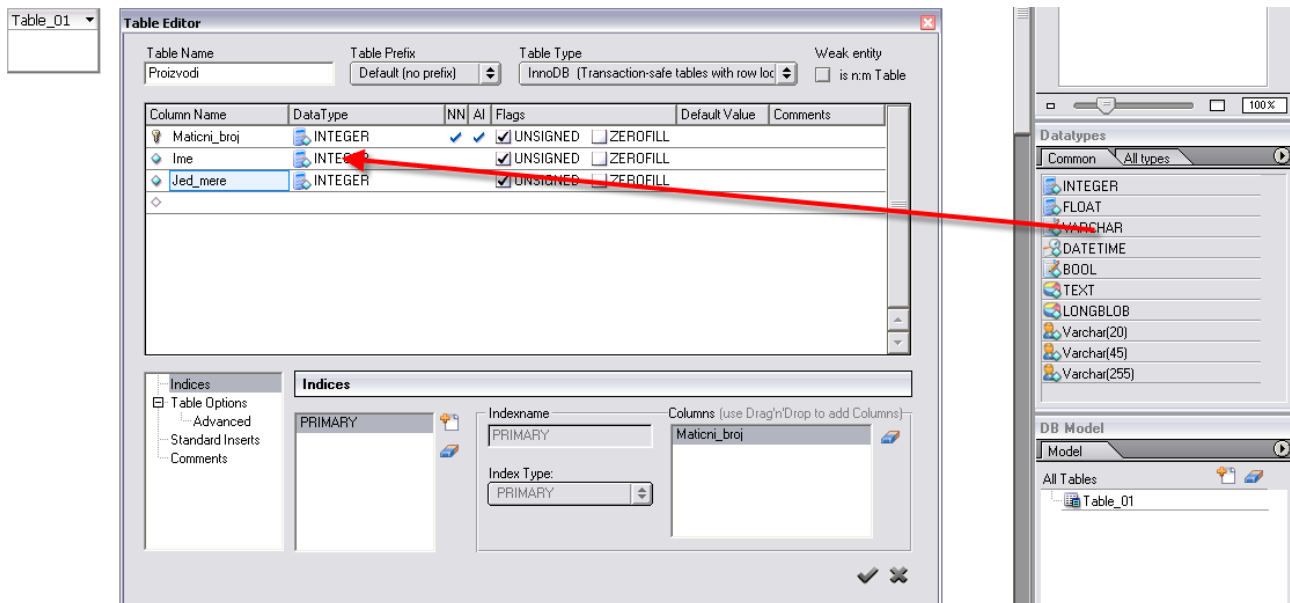 Table_01
Table Editor
Table Name
Table Prefix
Table Type
Weak entity
Proizvodi
Default (no prefix)
InnoDB (Transaction-safe tables with row loc
is n:m Table
Column Name DataType NN AI Flags Default Value Comments
Maticni_broj INTEGER UNSIGNED ZEROFILL
Ime INTEGER UNSIGNED ZEROFILL
Jed_mere INTEGER UNSIGNED ZEROFILL
Indices
Table Options
Advanced
Standard Inserts
Comments
Indices
PRIMARY
Indexname
PRIMARY
Index Type:
PRIMARY
Columns (use Drag'n'Drop to add Columns)
Maticni_broj
100%
Datatypes
Common All types
INTEGER
FLOAT
VARCHAR
DATETIME
BOOL
TEXT
LONGBLOB
Varchar(20)
Varchar(45)
Varchar(255)
DB Model
Model
All Tables
Table_01